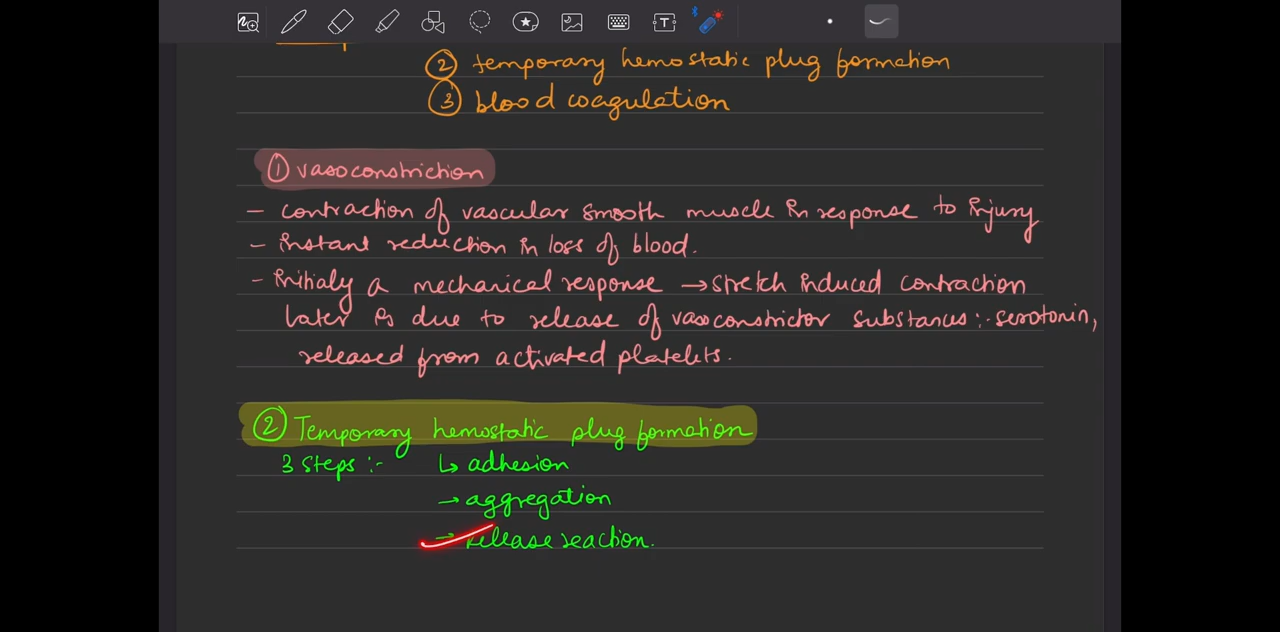 ② temporary hemostatic plug formation
③ blood coagulation
① vasoconstriction
- contraction of vascular smooth muscle in response to injury
- instant reduction in loss of blood.
- initialy a mechanical response → stretch induced contraction
later is due to release of vasoconstrictor substances:- serotonin,
released from activated platelets.
② Temporary hemostatic plug formation
3 steps :- ↳ adhesion
→ aggregation
→ release reaction.